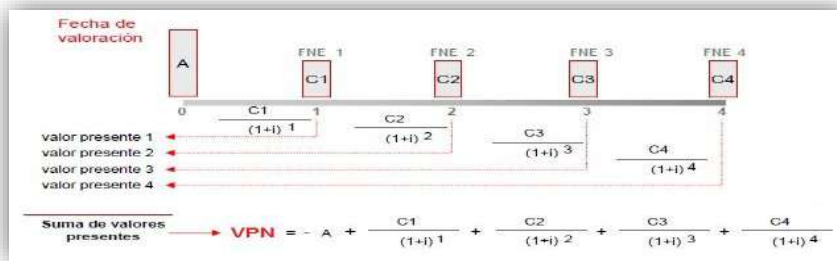 Fecha de
valoración
FNE 1 FNE 2 FNE 3 FNE 4
A
C1 C2 C3 C4
0 1 2 3 4
C1
(1+i) 1
C2
(1+i) 2
C3
(1+i) 3
C4
(1+i) 4
valor presente 1
valor presente 2
valor presente 3
valor presente 4
Suma de valores
presentes
VPN = - A + C1 + C2 + C3 + C4
(1+i) 1 (1+i) 2 (1+i) 3 (1+i) 4